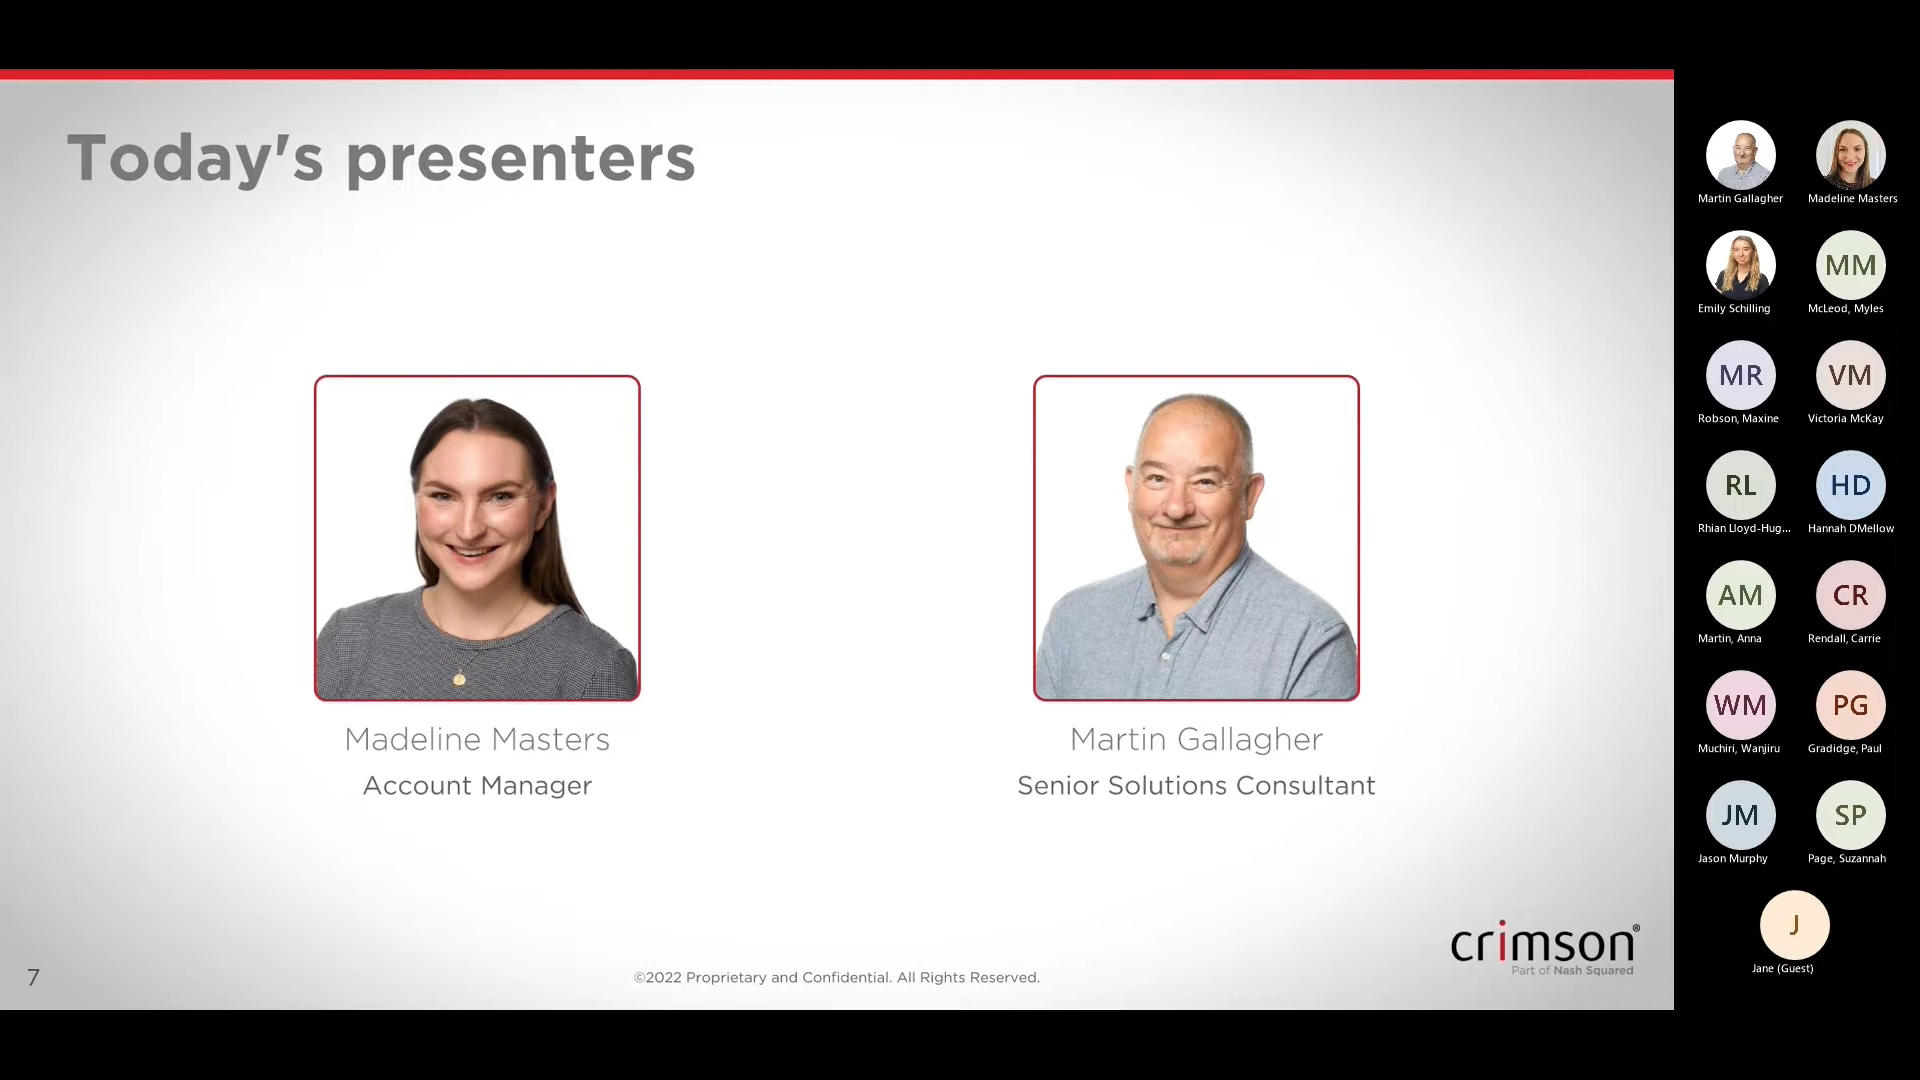 Today's presenters
Madeline Masters
Account Manager
Martin Gallagher
Senior Solutions Consultant
7
©2022 Proprietary and Confidential. All Rights Reserved.
crimson®
Part of Nash Squared
Martin Gallagher
Madeline Masters
Emily Schilling
MM
McLeod, Myles
MR
Robson, Maxine
VM
Victoria McKay
RL
Rhian Lloyd-Hug...
HD
Hannah DMellow
AM
Martin, Anna
CR
Rendall, Carrie
WM
Muchiri, Wanjiru
PG
Gradidge, Paul
JM
Jason Murphy
SP
Page, Suzannah
J
Jane (Guest)